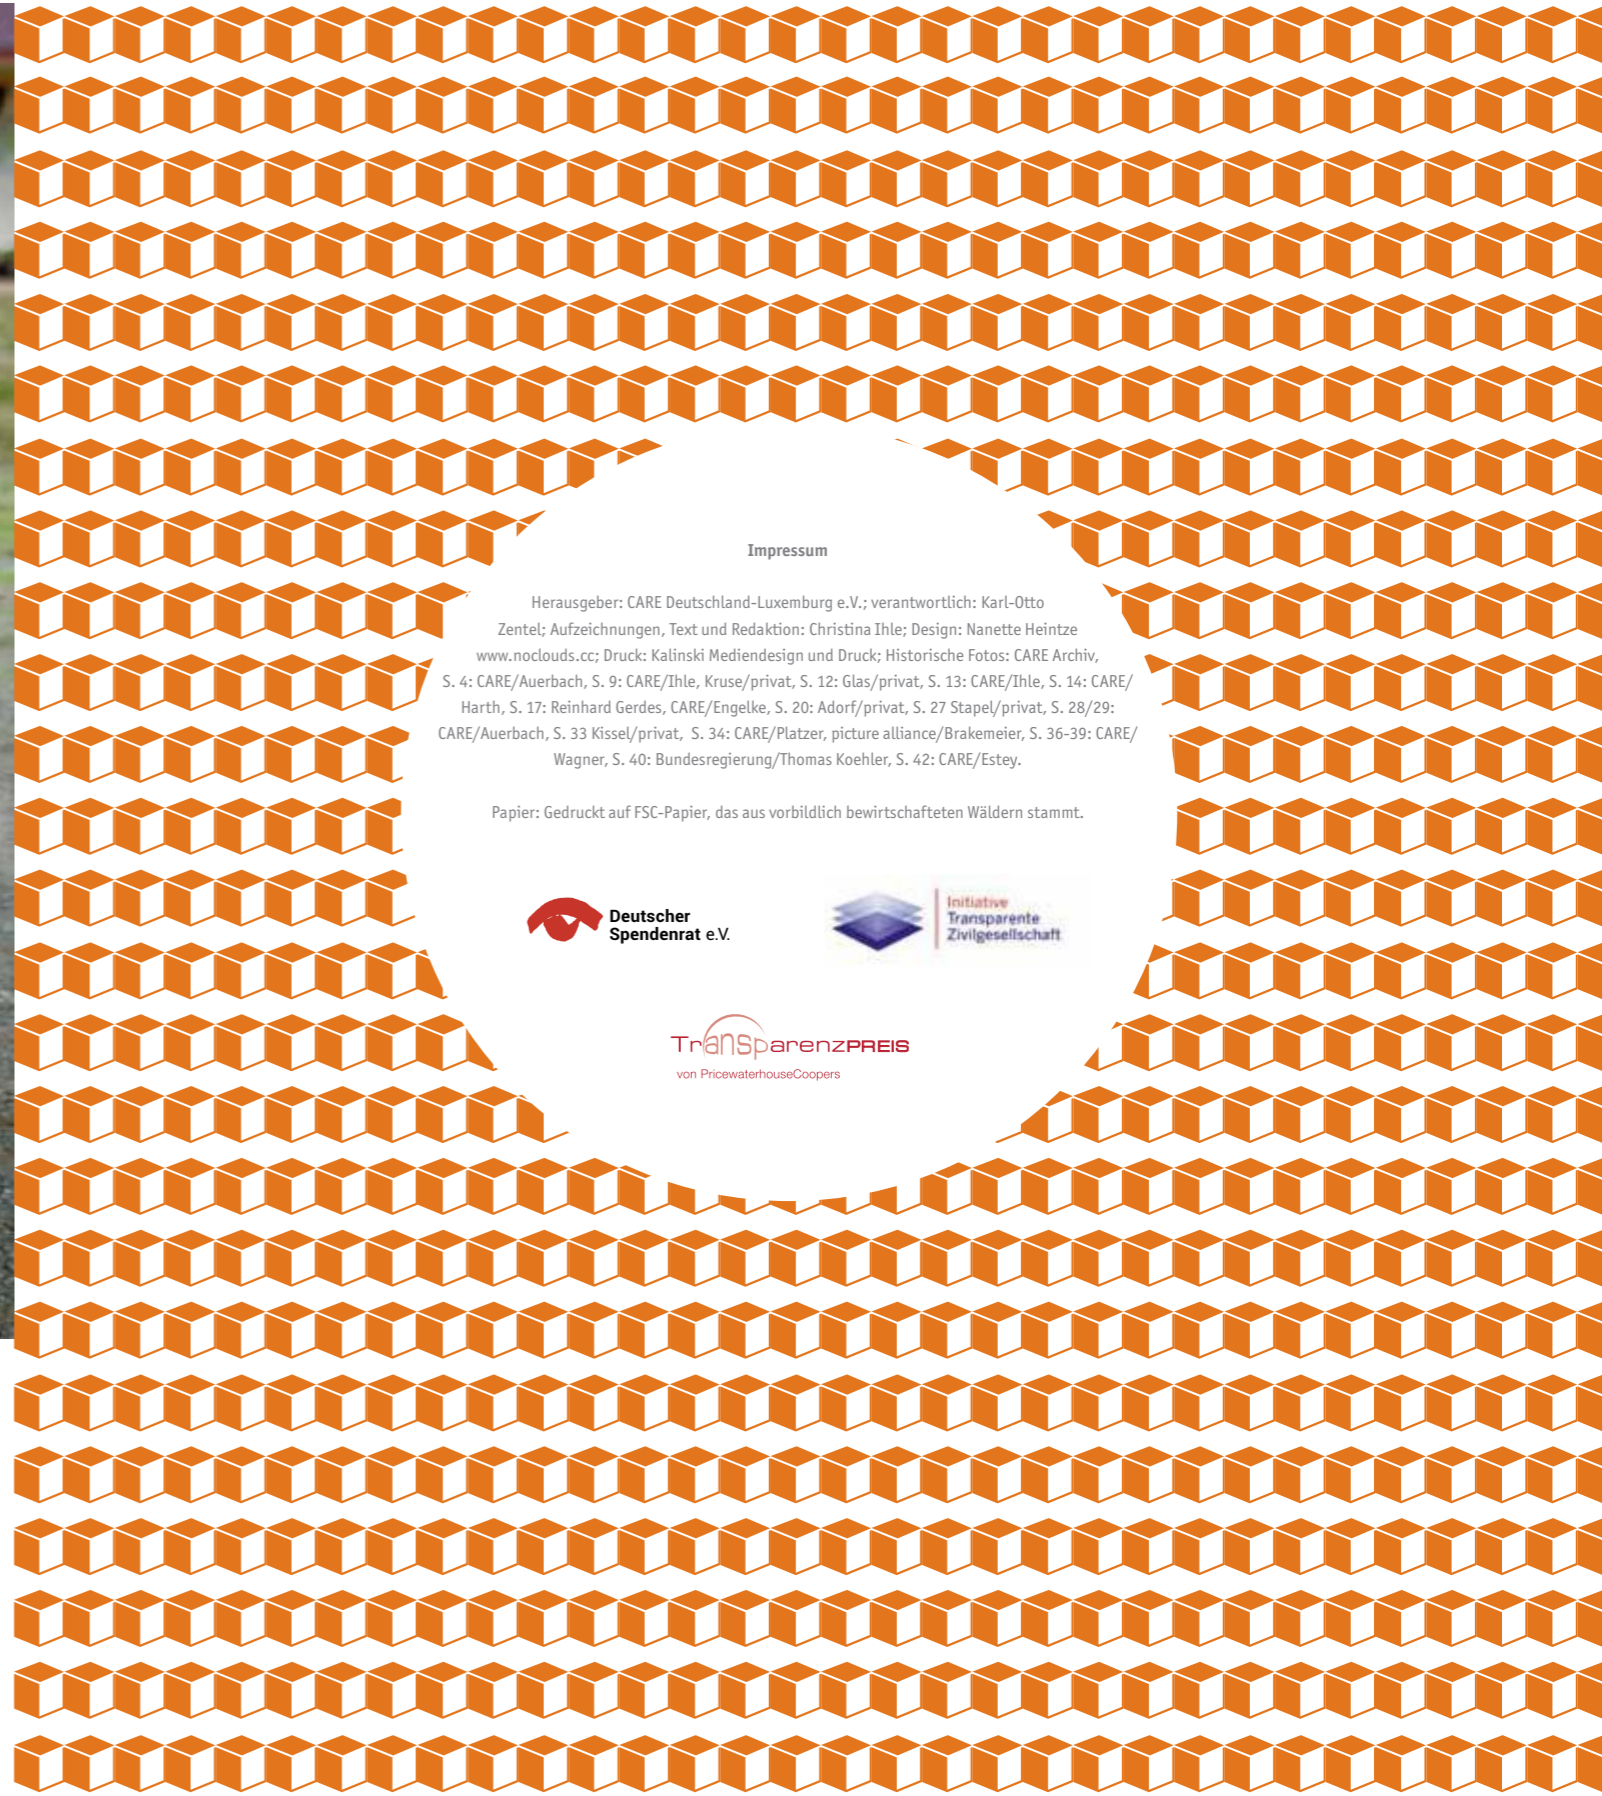 Impressum
Herausgeber: CARE Deutschland-Luxemburg e.V.; verantwortlich: Karl-Otto
Zentel; Aufzeichnungen, Text und Redaktion: Christina Ihle; Design: Nanette Heintze
www.noclouds.cc; Druck: Kalinski Mediendesign und Druck; Historische Fotos: CARE Archiv,
S. 4: CARE/Auerbach, S. 9: CARE/Ihle, Kruse/privat, S. 12: Glas/privat, S. 13: CARE/Ihle, S. 14: CARE/
Harth, S. 17: Reinhard Gerdes, CARE/Engelke, S. 20: Adorf/privat, S. 27 Stapel/privat, S. 28/29:
CARE/Auerbach, S. 33 Kissel/privat, S. 34: CARE/Platzer, picture alliance/Brakemeier, S. 36-39: CARE/
Wagner, S. 40: Bundesregierung/Thomas Koehler, S. 42: CARE/Estey.
Papier: Gedruckt auf FSC-Papier, das aus vorbildlich bewirtschafteten Wäldern stammt.
Deutscher
Spendenrat e.V.
Initiative
Transparente
Zivilgesellschaft
TransparenzPREIS
von PricewaterhouseCoopers